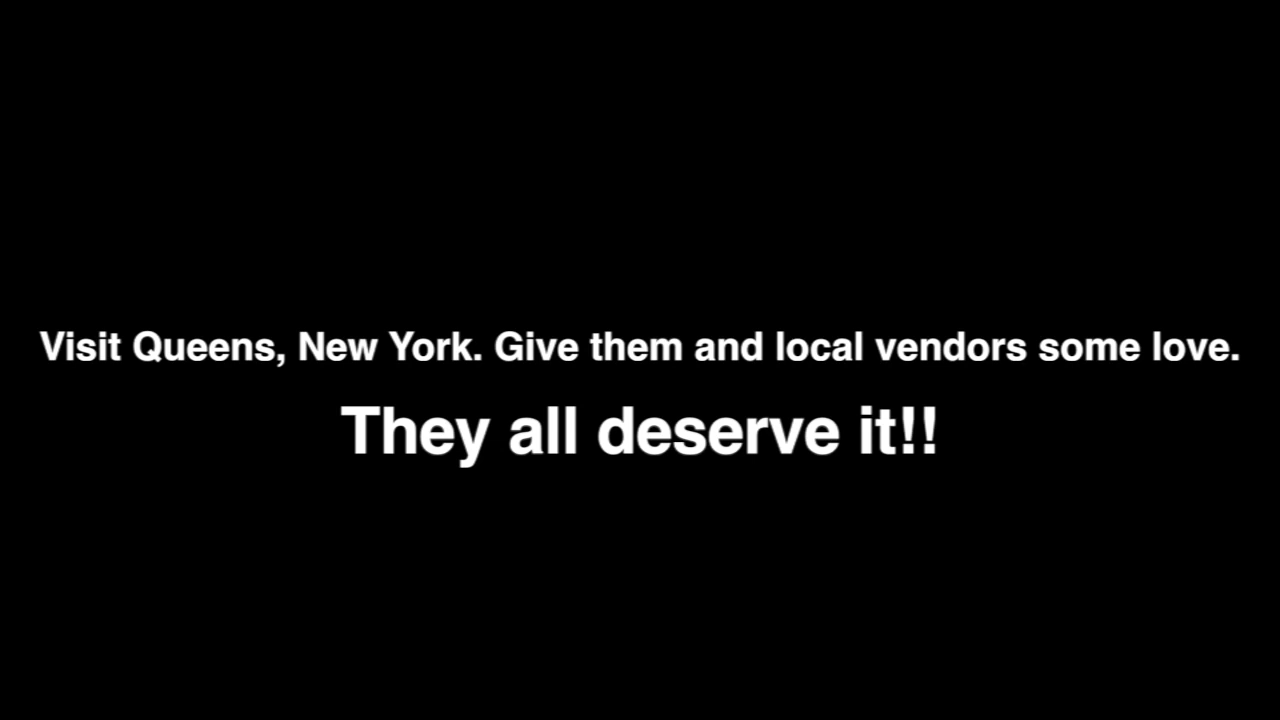 Visit Queens, New York. Give them and local vendors some love.
They all deserve it!!